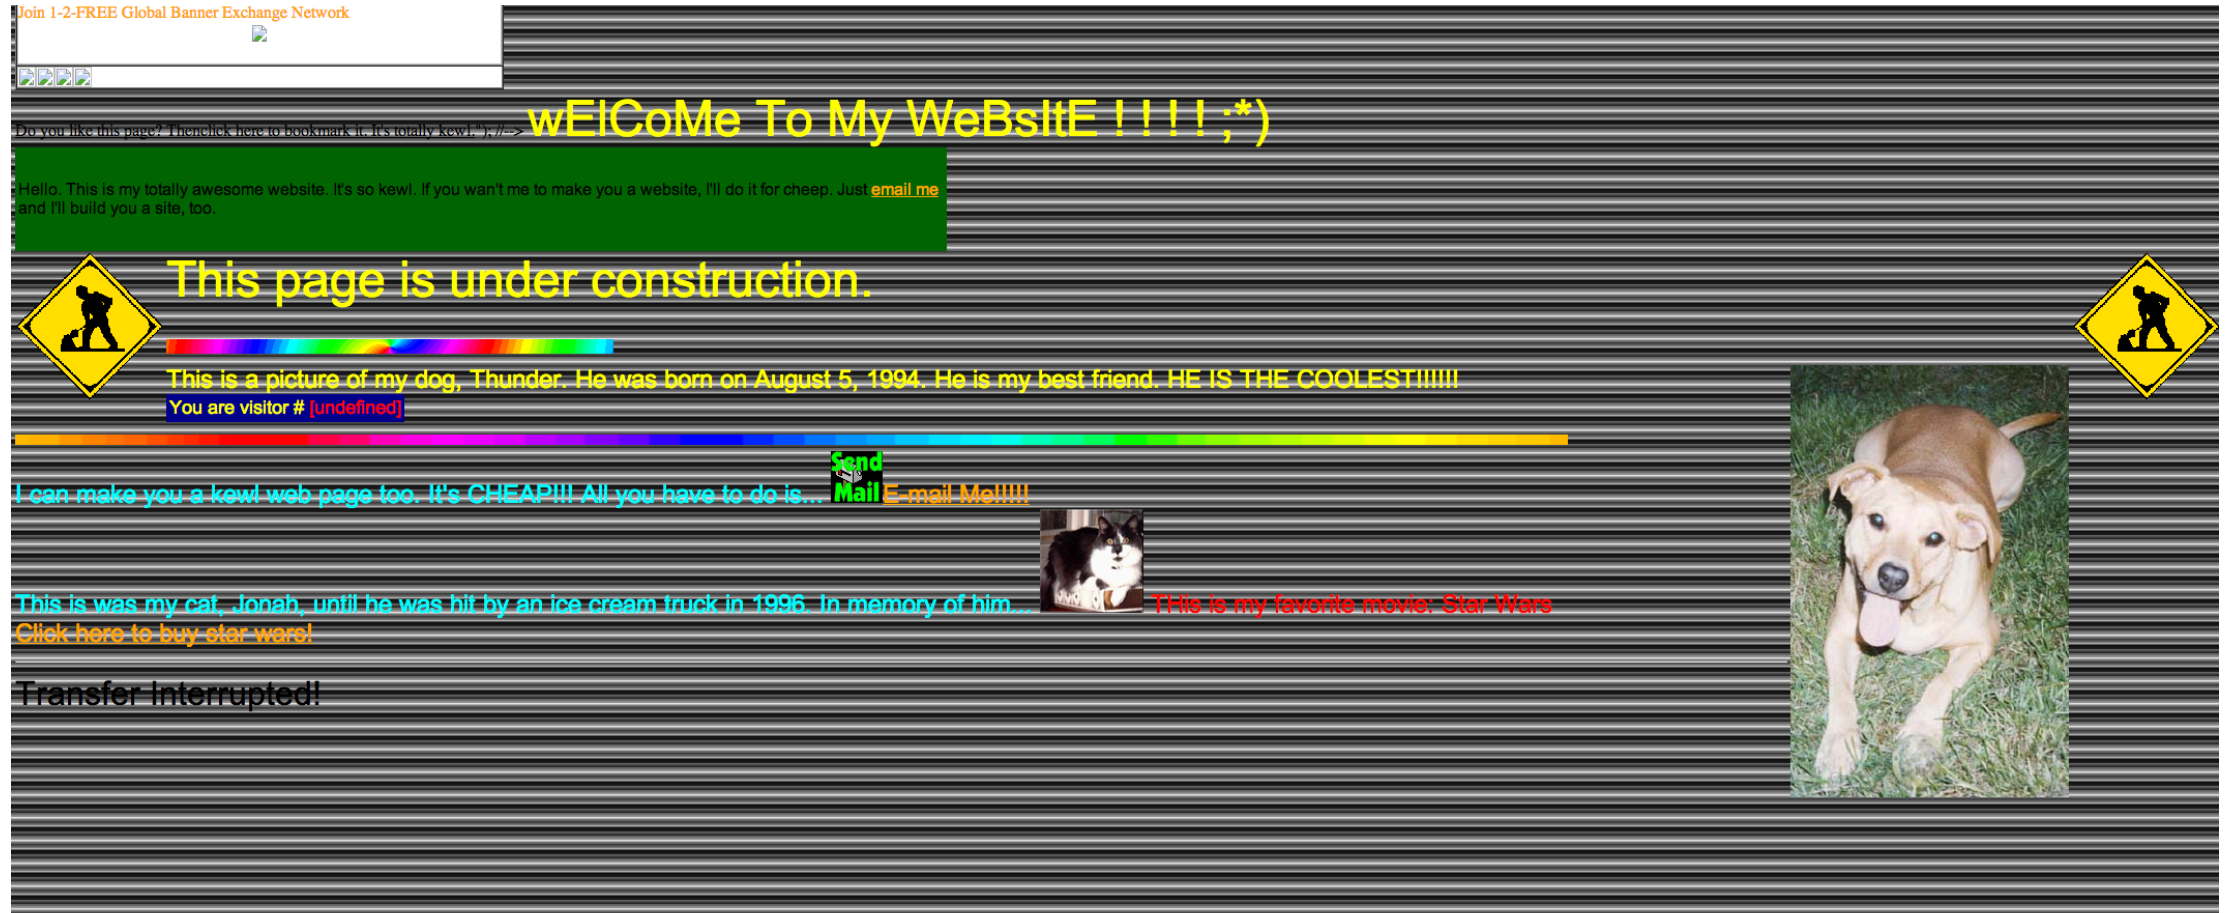 Join 1-2-FREE Global Banner Exchange Network
Do you like this page? Thenclick here to bookmark it. It's totally kewl."); //--> wElCoMe To My WeBsItE ! ! ! ! ;*)
Hello. This is my totally awesome website. It's so kewl. If you wan't me to make you a website, I'll do it for cheep. Just email me
and I'll build you a site, too.
This page is under construction.
This is a picture of my dog, Thunder. He was born on August 5, 1994. He is my best friend. HE IS THE COOLEST!!!!!!
You are visitor # [undefined]
I can make you a kewl web page too. It's CHEAP!!! All you have to do is... Send Mail E-mail Me!!!!!
This is was my cat, Jonah, until he was hit by an ice cream truck in 1996. In memory of him... THis is my favorite movie: Star Wars
Click here to buy star wars!
Transfer Interrupted!